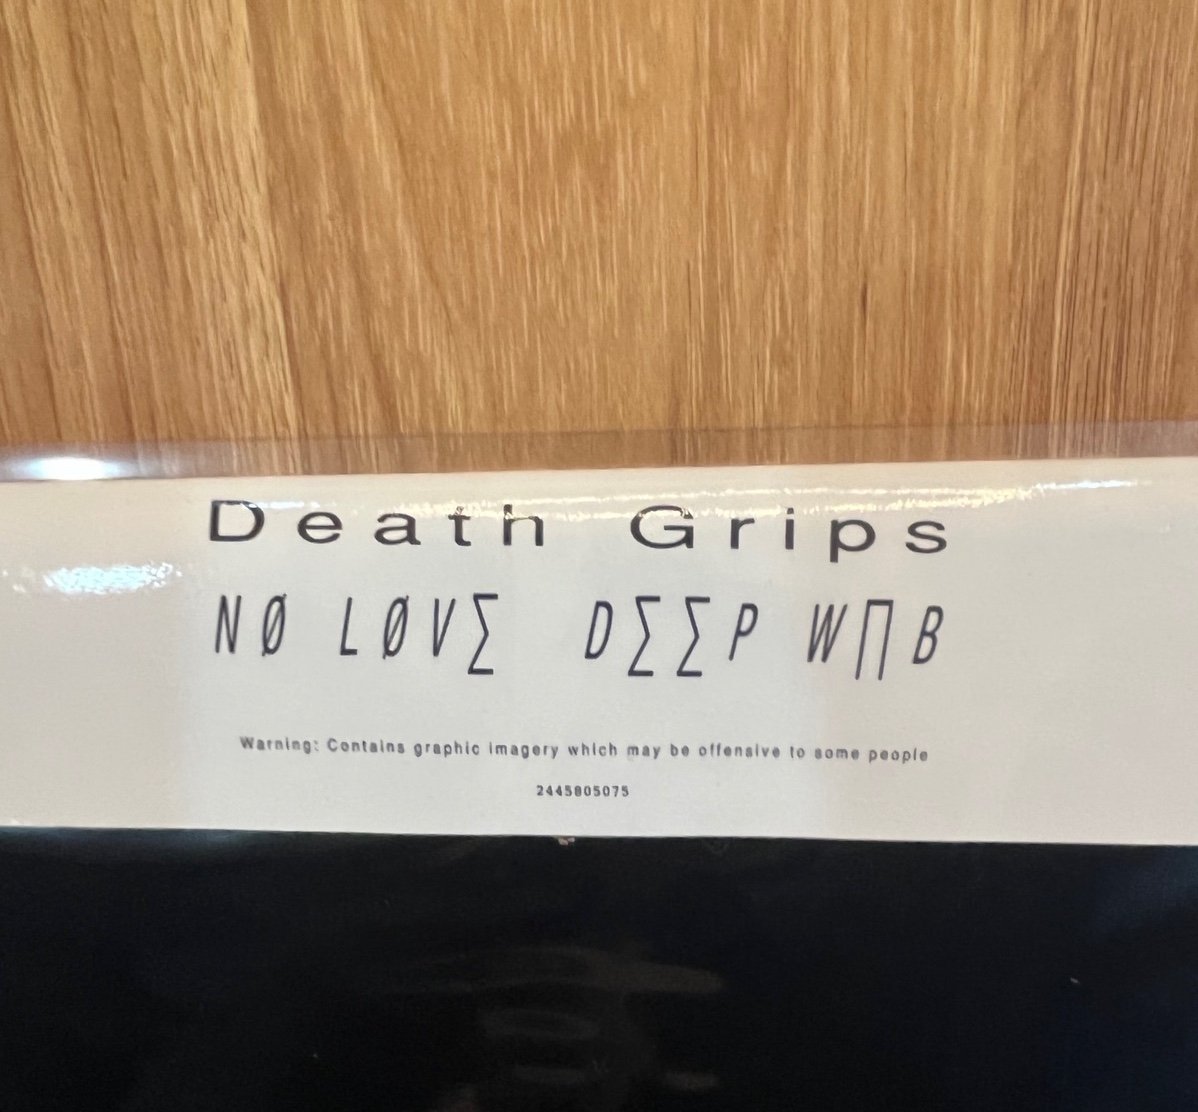 Death Grips
NØ LØV∑ D∑∑P W∏B
Warning: Contains graphic imagery which may be offensive to some people
2445805075